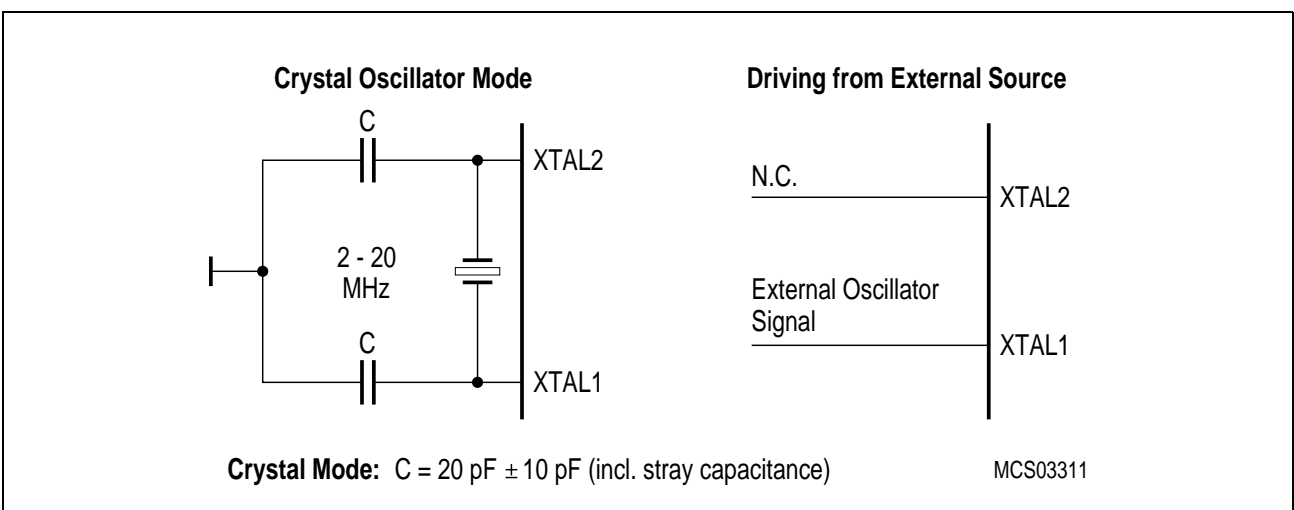 Crystal Oscillator Mode
C
XTAL2
2 - 20
MHz
C
XTAL1
Driving from External Source
N.C.
XTAL2
External Oscillator
Signal
XTAL1
Crystal Mode: C = 20 pF ± 10 pF (incl. stray capacitance)
MCS03311